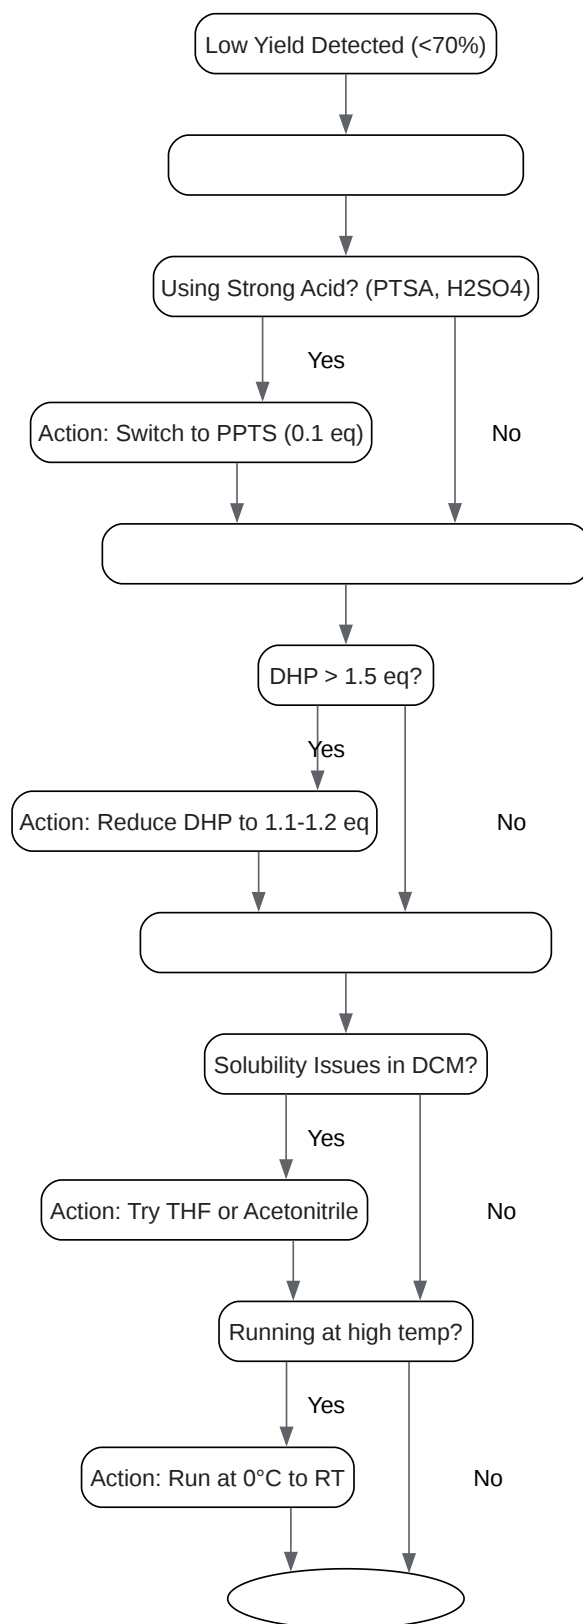 Low Yield Detected (<70%)
Using Strong Acid? (PTSA, H2SO4)
Yes
Action: Switch to PPTS (0.1 eq)
No
DHP > 1.5 eq?
Yes
Action: Reduce DHP to 1.1-1.2 eq
No
Solubility Issues in DCM?
Yes
Action: Try THF or Acetonitrile
No
Running at high temp?
Yes
Action: Run at 0°C to RT
No